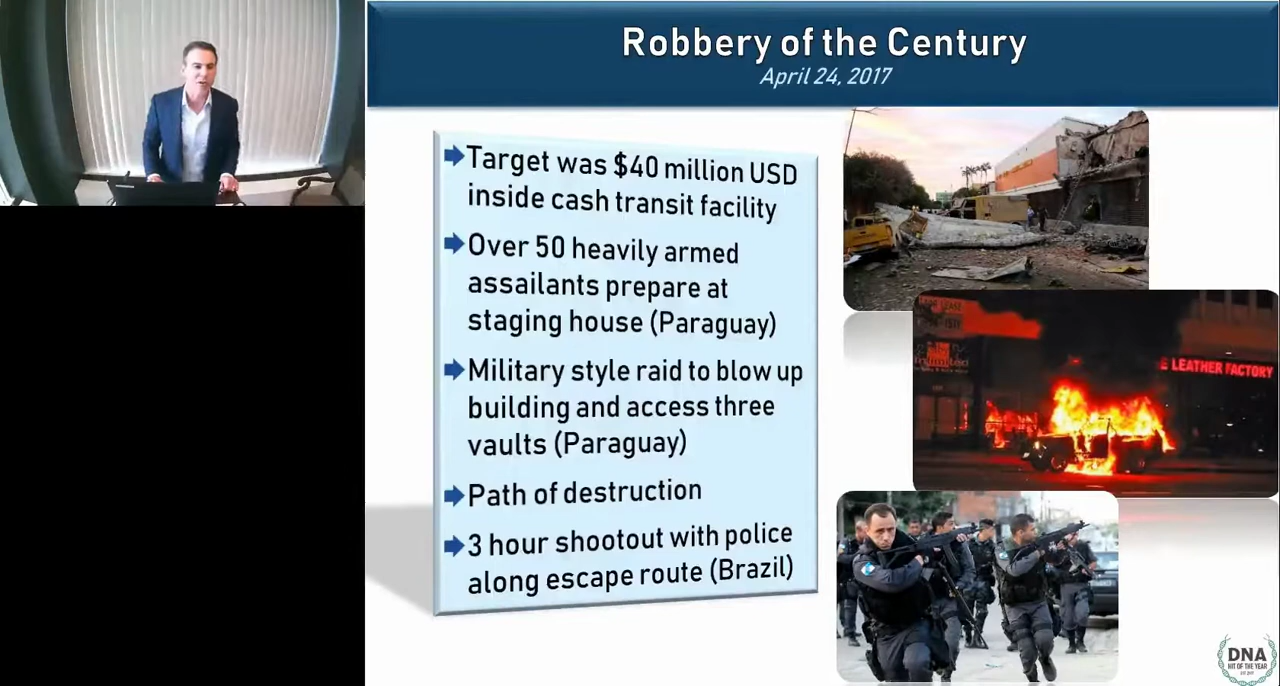 Robbery of the Century
April 24, 2017
Target was $40 million USD
inside cash transit facility
Over 50 heavily armed
assailants prepare at
staging house (Paraguay)
Military style raid to blow up
building and access three
vaults (Paraguay)
Path of destruction
3 hour shootout with police
along escape route (Brazil)
E LEATHER FACTORY
DNA
HIT OF THE YEAR